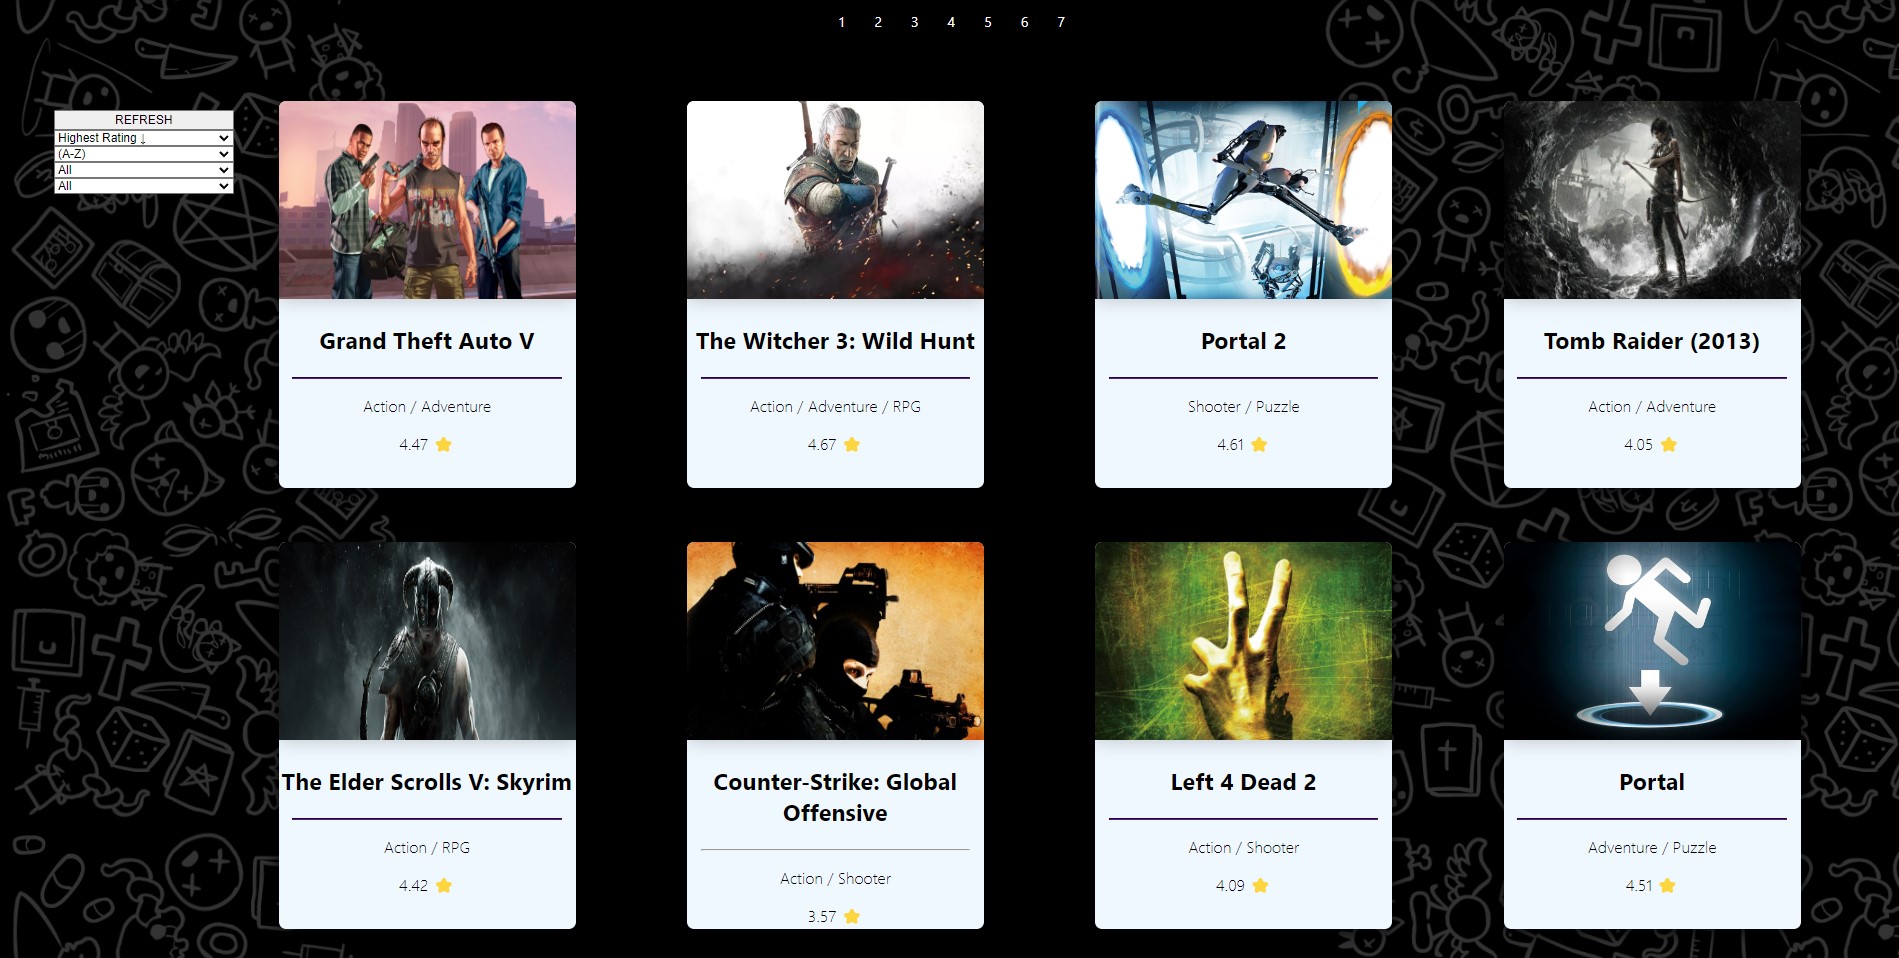 1 2 3 4 5 6 7
REFRESH
Highest Rating ↓
(A-Z)
All
All
Grand Theft Auto V
Action / Adventure
4.47
The Witcher 3: Wild Hunt
Action / Adventure / RPG
4.67
Portal 2
Shooter / Puzzle
4.61
Tomb Raider (2013)
Action / Adventure
4.05
The Elder Scrolls V: Skyrim
Action / RPG
4.42
Counter-Strike: Global
Offensive
Action / Shooter
3.57
Left 4 Dead 2
Action / Shooter
4.09
Portal
Adventure / Puzzle
4.51